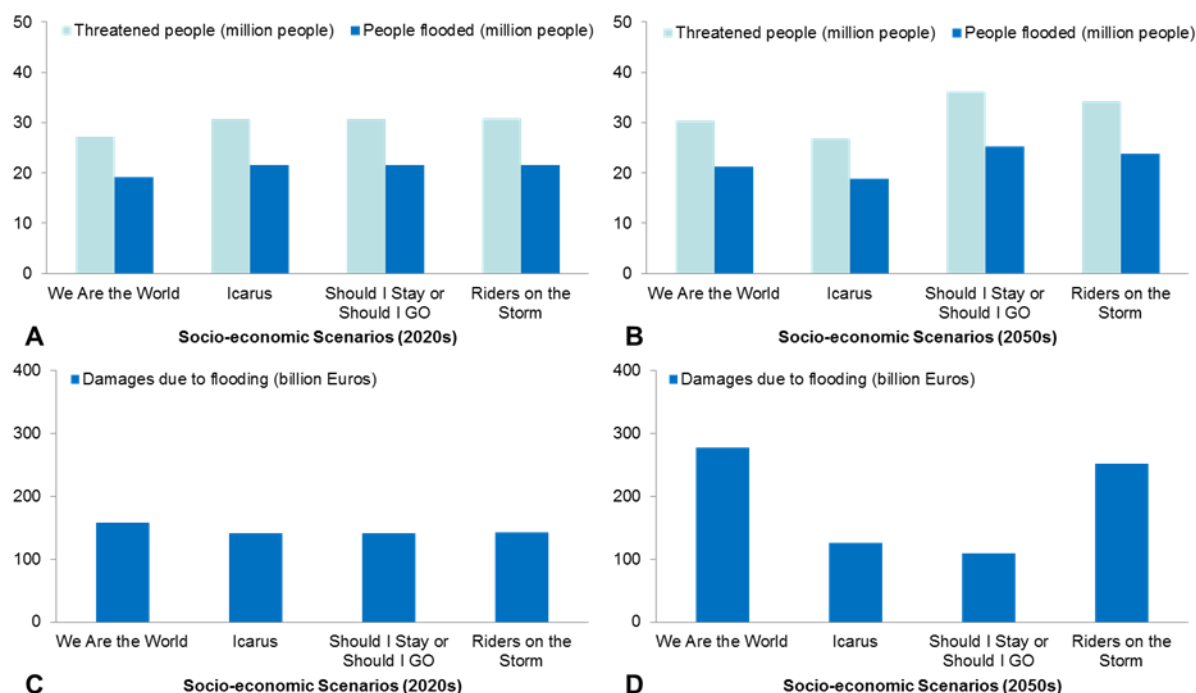 50
Threatened people (million people) People flooded (million people)
40
30
20
10
0
We Are the World Icarus Should I Stay or Should I GO Riders on the Storm
A Socio-economic Scenarios (2020s)
50
Threatened people (million people) People flooded (million people)
40
30
20
10
0
We Are the World Icarus Should I Stay or Should I GO Riders on the Storm
B Socio-economic Scenarios (2050s)
400
Damages due to flooding (billion Euros)
300
200
100
0
We Are the World Icarus Should I Stay or Should I GO Riders on the Storm
C Socio-economic Scenarios (2020s)
400
Damages due to flooding (billion Euros)
300
200
100
0
We Are the World Icarus Should I Stay or Should I GO Riders on the Storm
D Socio-economic Scenarios (2050s)